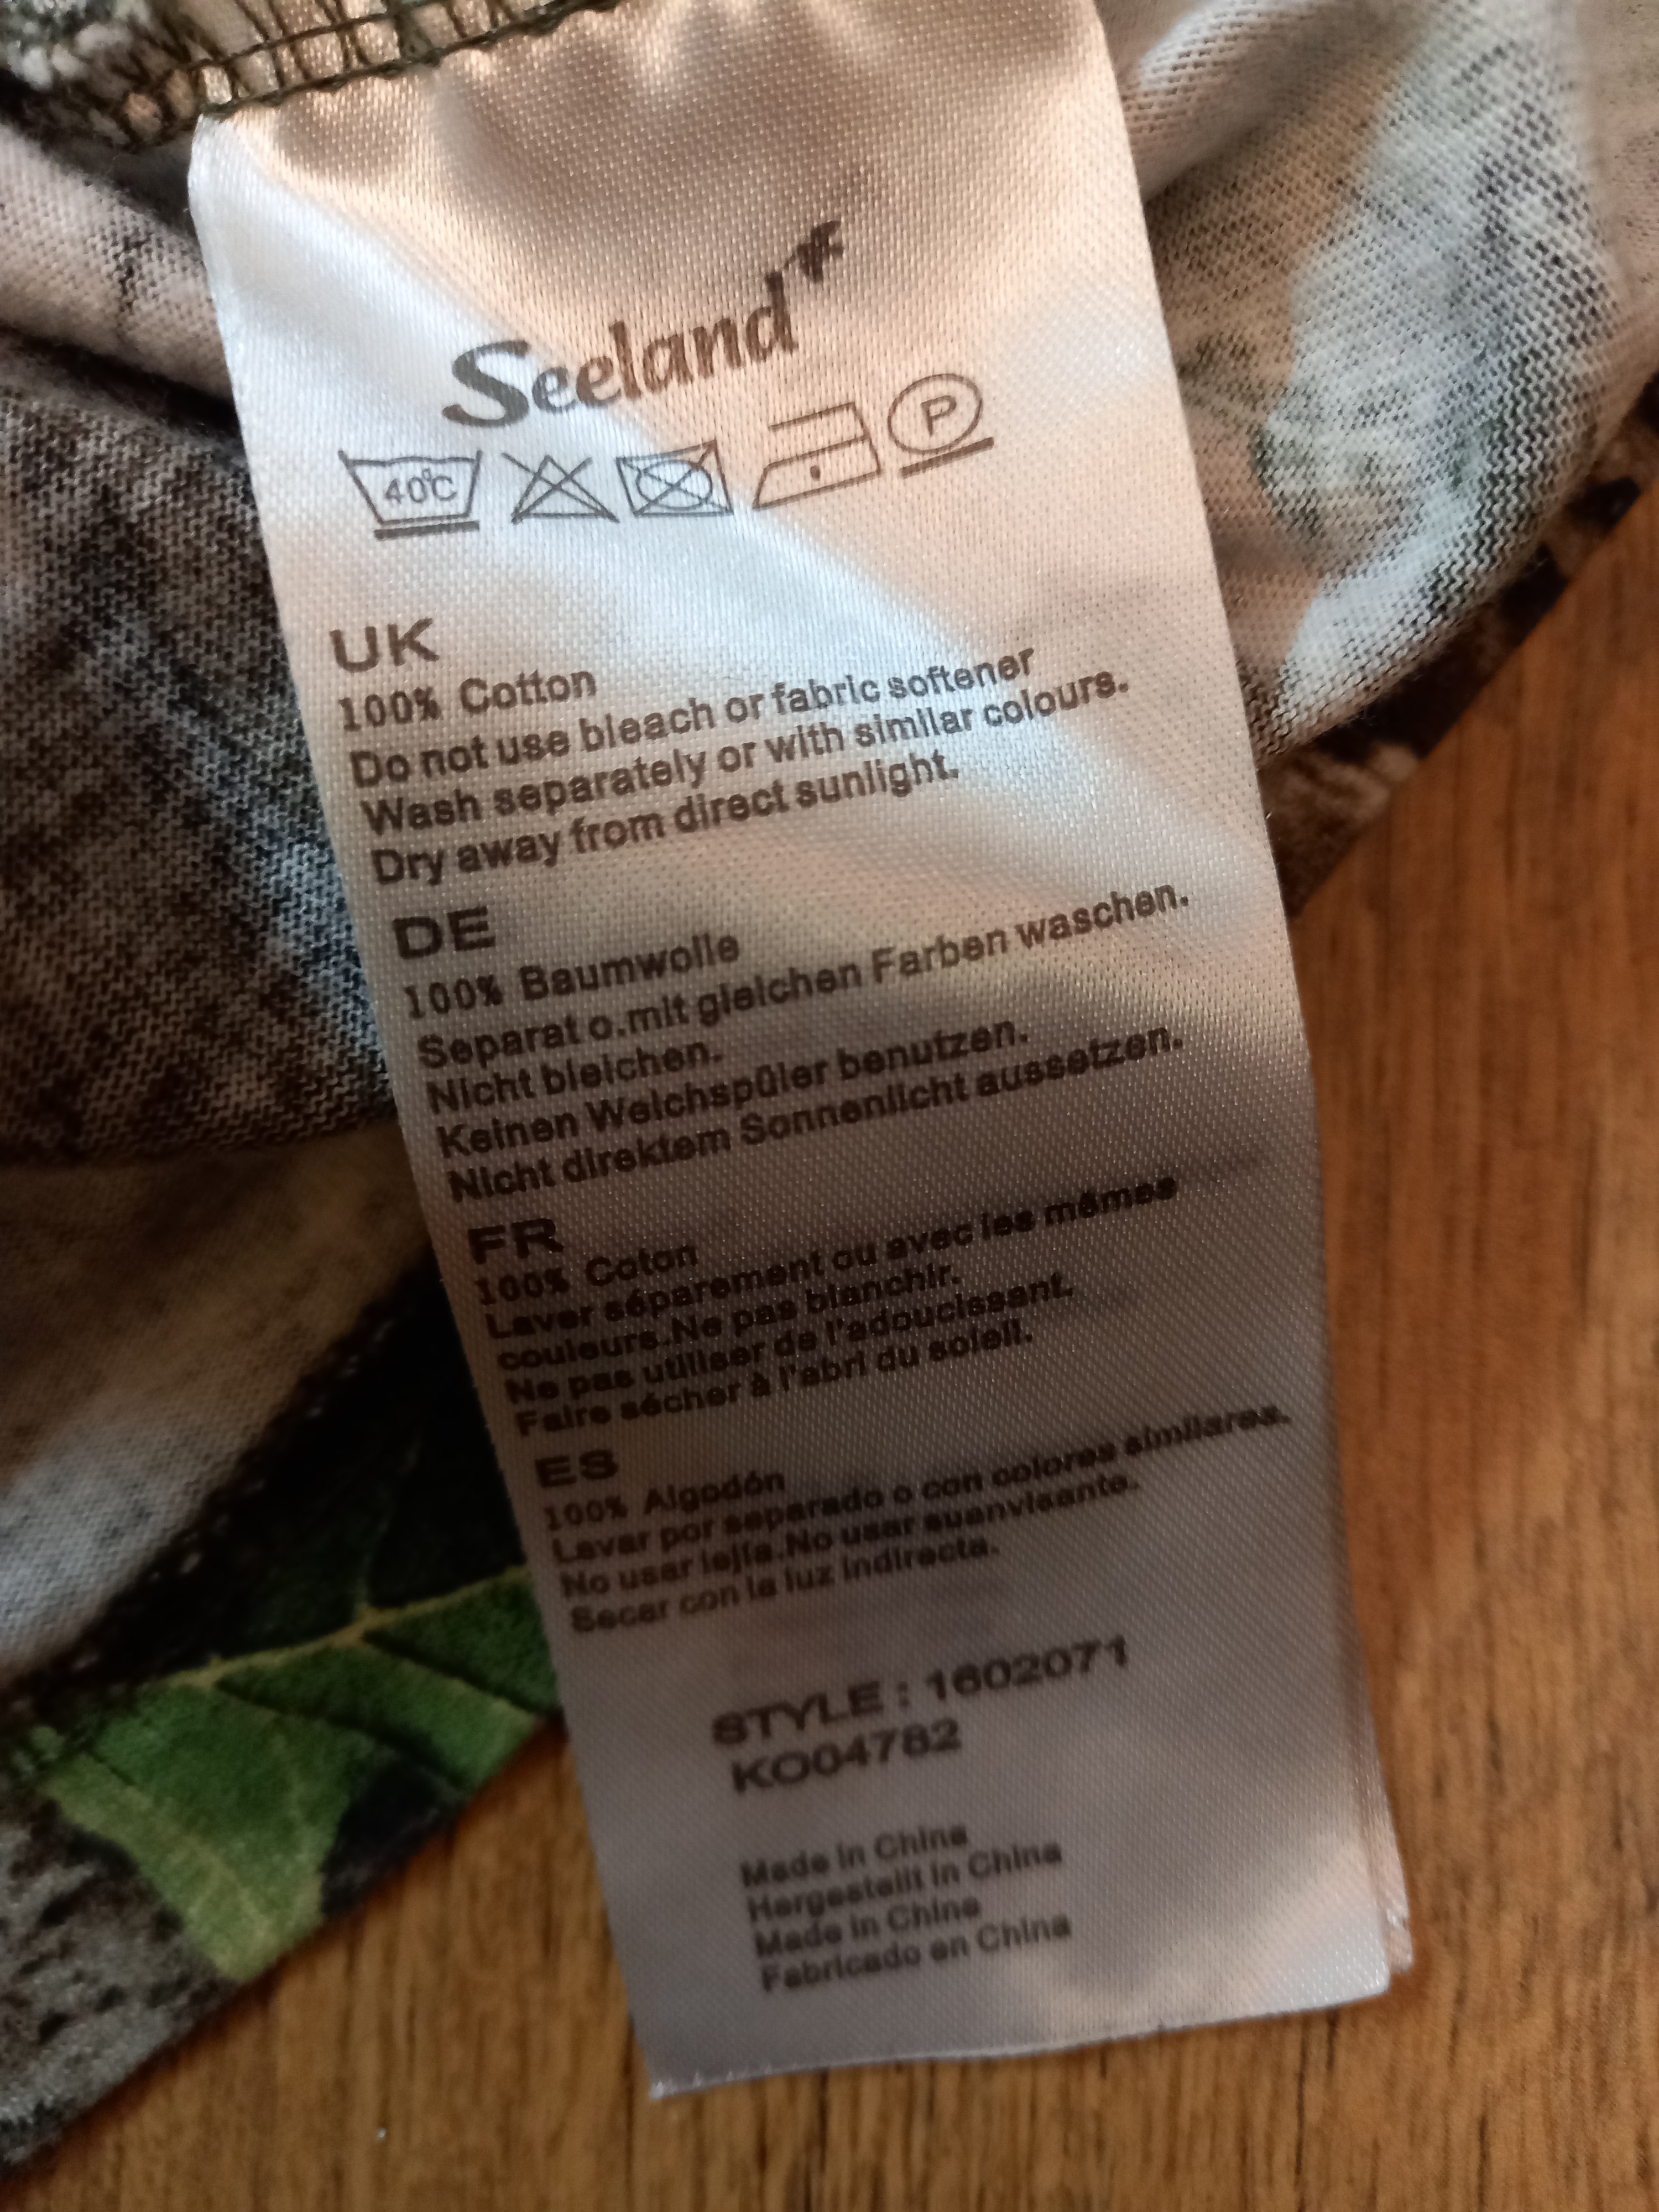 Seeland
40°C
P
UK
100% Cotton
Do not use bleach or fabric softener
Wash separately or with similar colours.
Dry away from direct sunlight.
DE
100% Baumwolle
Separat o.mit gleichen Farben waschen.
Nicht bleichen.
Keinen Weichspüler benutzen.
Nicht direktem Sonnenlicht aussetzen.
FR
100% Coton
Laver séparement ou avec les mêmes
couleurs.Ne pas blanchir.
Ne pas utiliser de l'adoucissant.
Faire sécher à l'abri du soleil.
ES
100% Algodón
Lavar por separado o con colores similares.
No usar lejía.No usar suanvisante.
Secar con la luz indirecta.
STYLE : 1602071
KO04782
Made in China
Hergestellt in China
Made in China
Fabricado en China